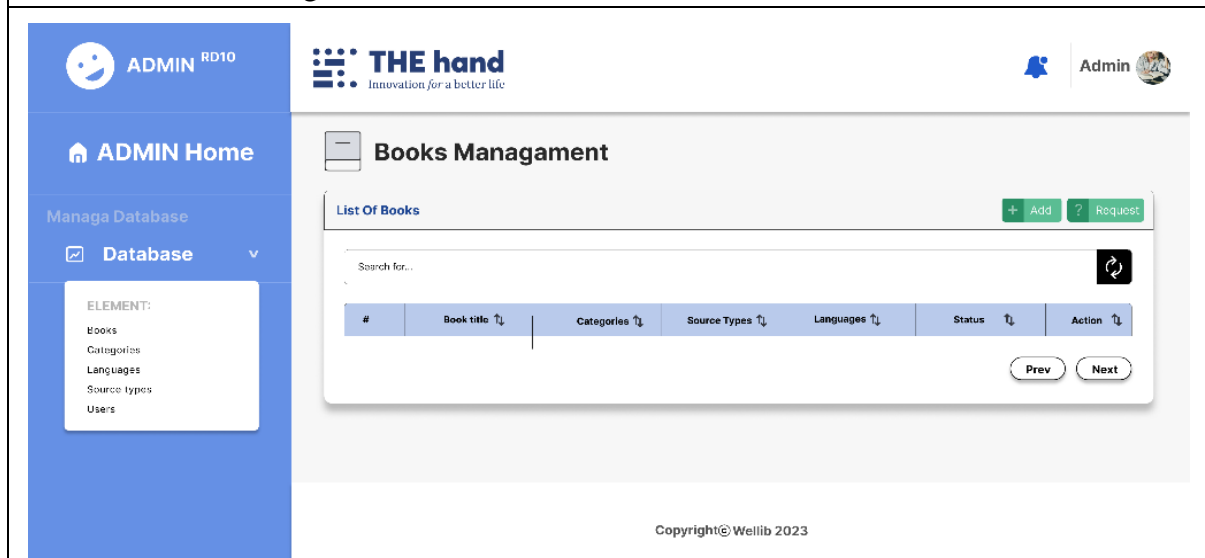 ADMIN RD10
THE hand
Innovation for a better life
Admin
ADMIN Home
Managa Database
Database
ELEMENT:
Books
Categories
Languages
Source types
Users
Books Managament
List Of Books
+ Add
? Request
Search for...
# Book title Categories Source Types Languages Status Action
Prev Next
Copyright© Wellib 2023